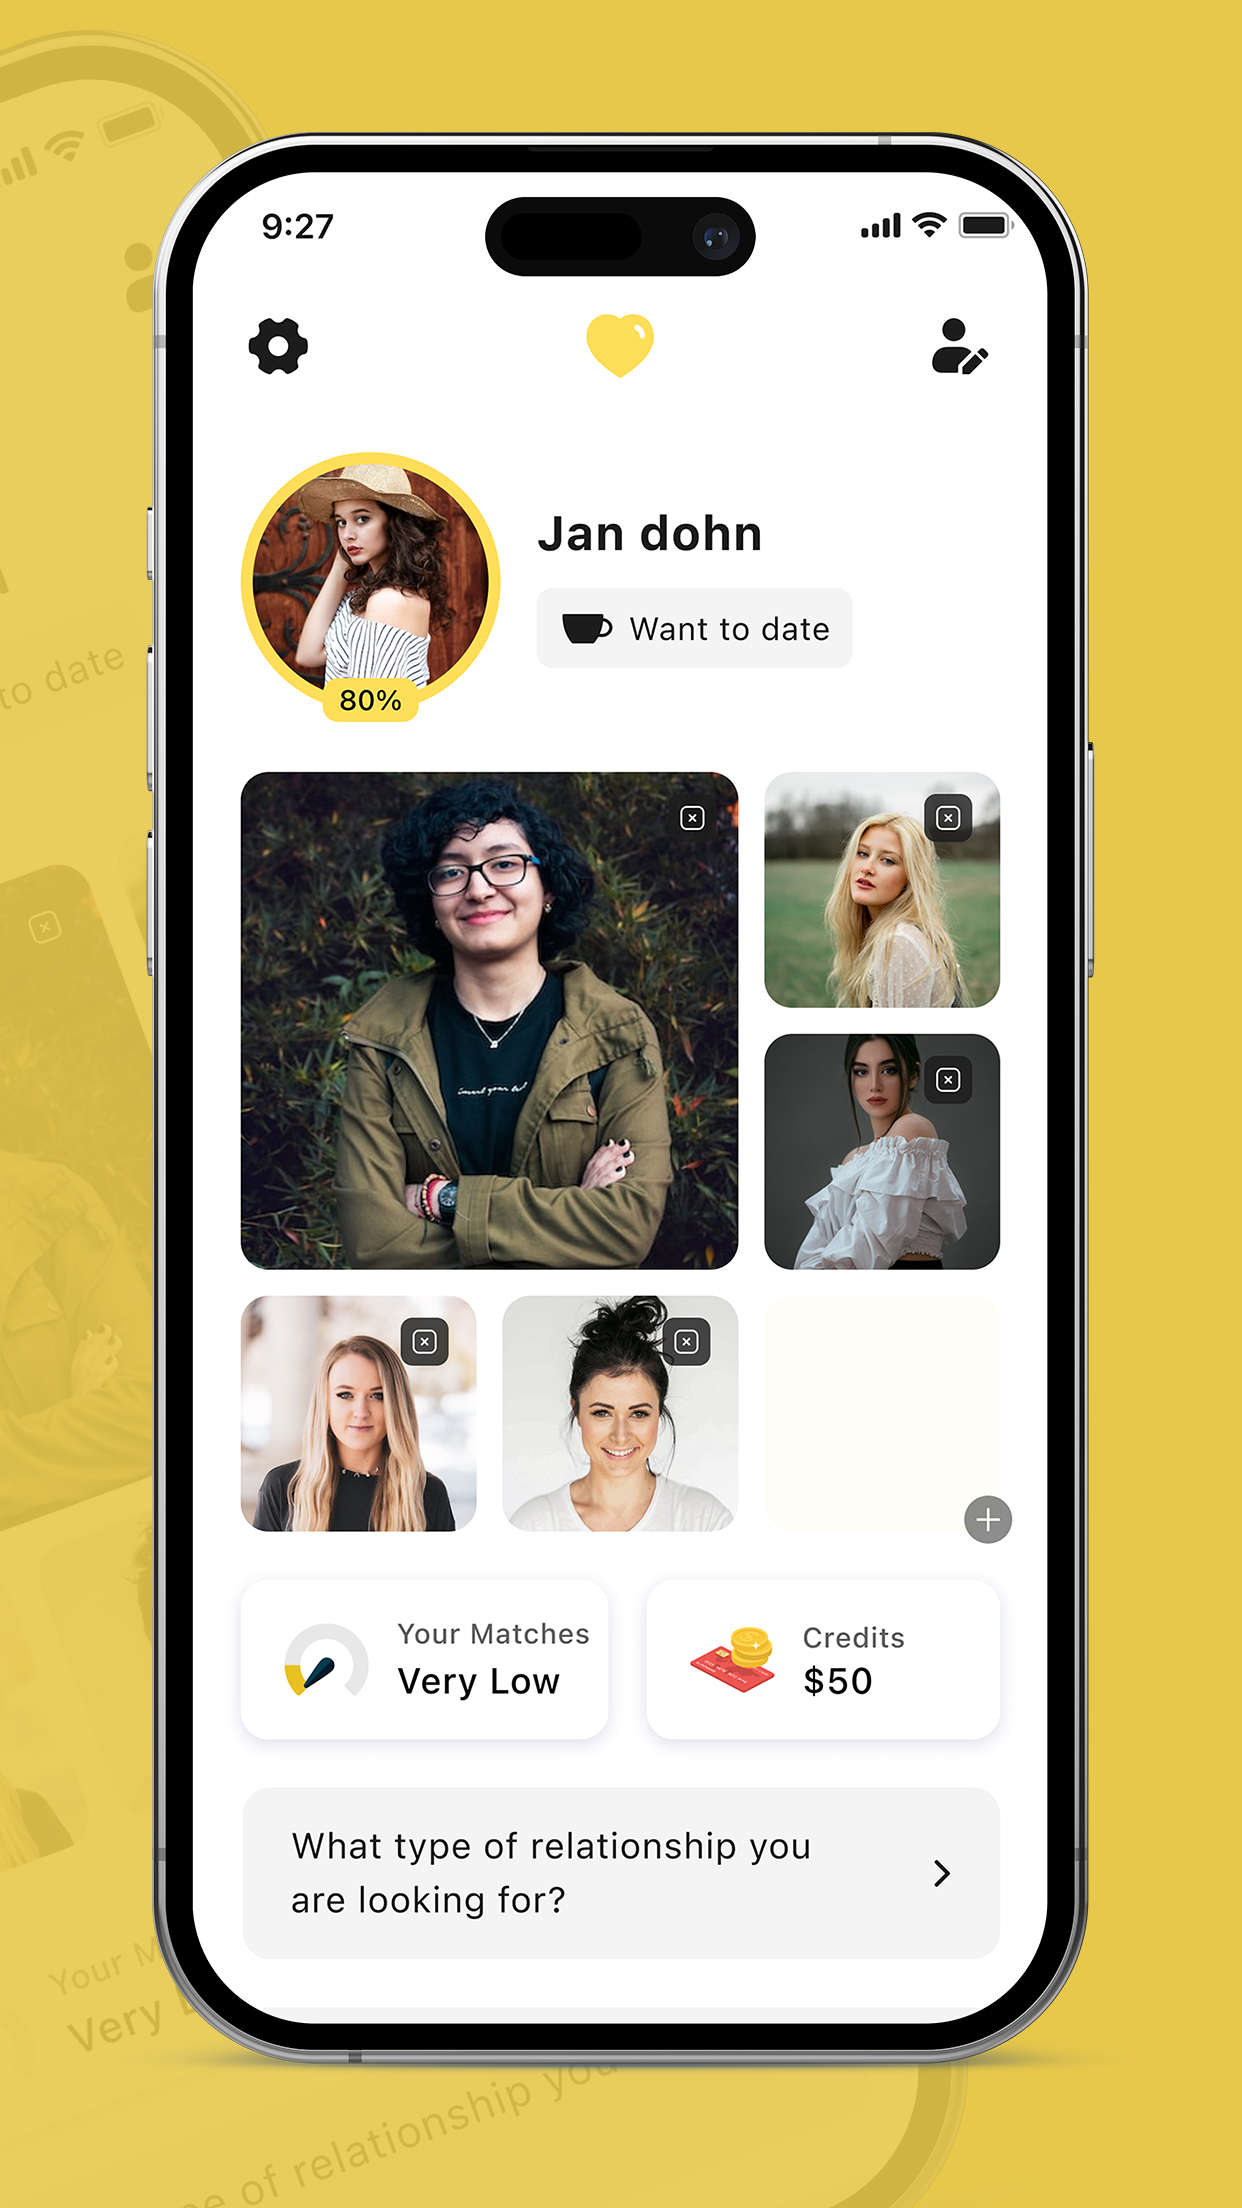 9:27
Jan dohn
Want to date
80%
Your Matches
Very Low
Credits
$50
What type of relationship you
are looking for?
to date
Your M
Very L
pe of relationship you